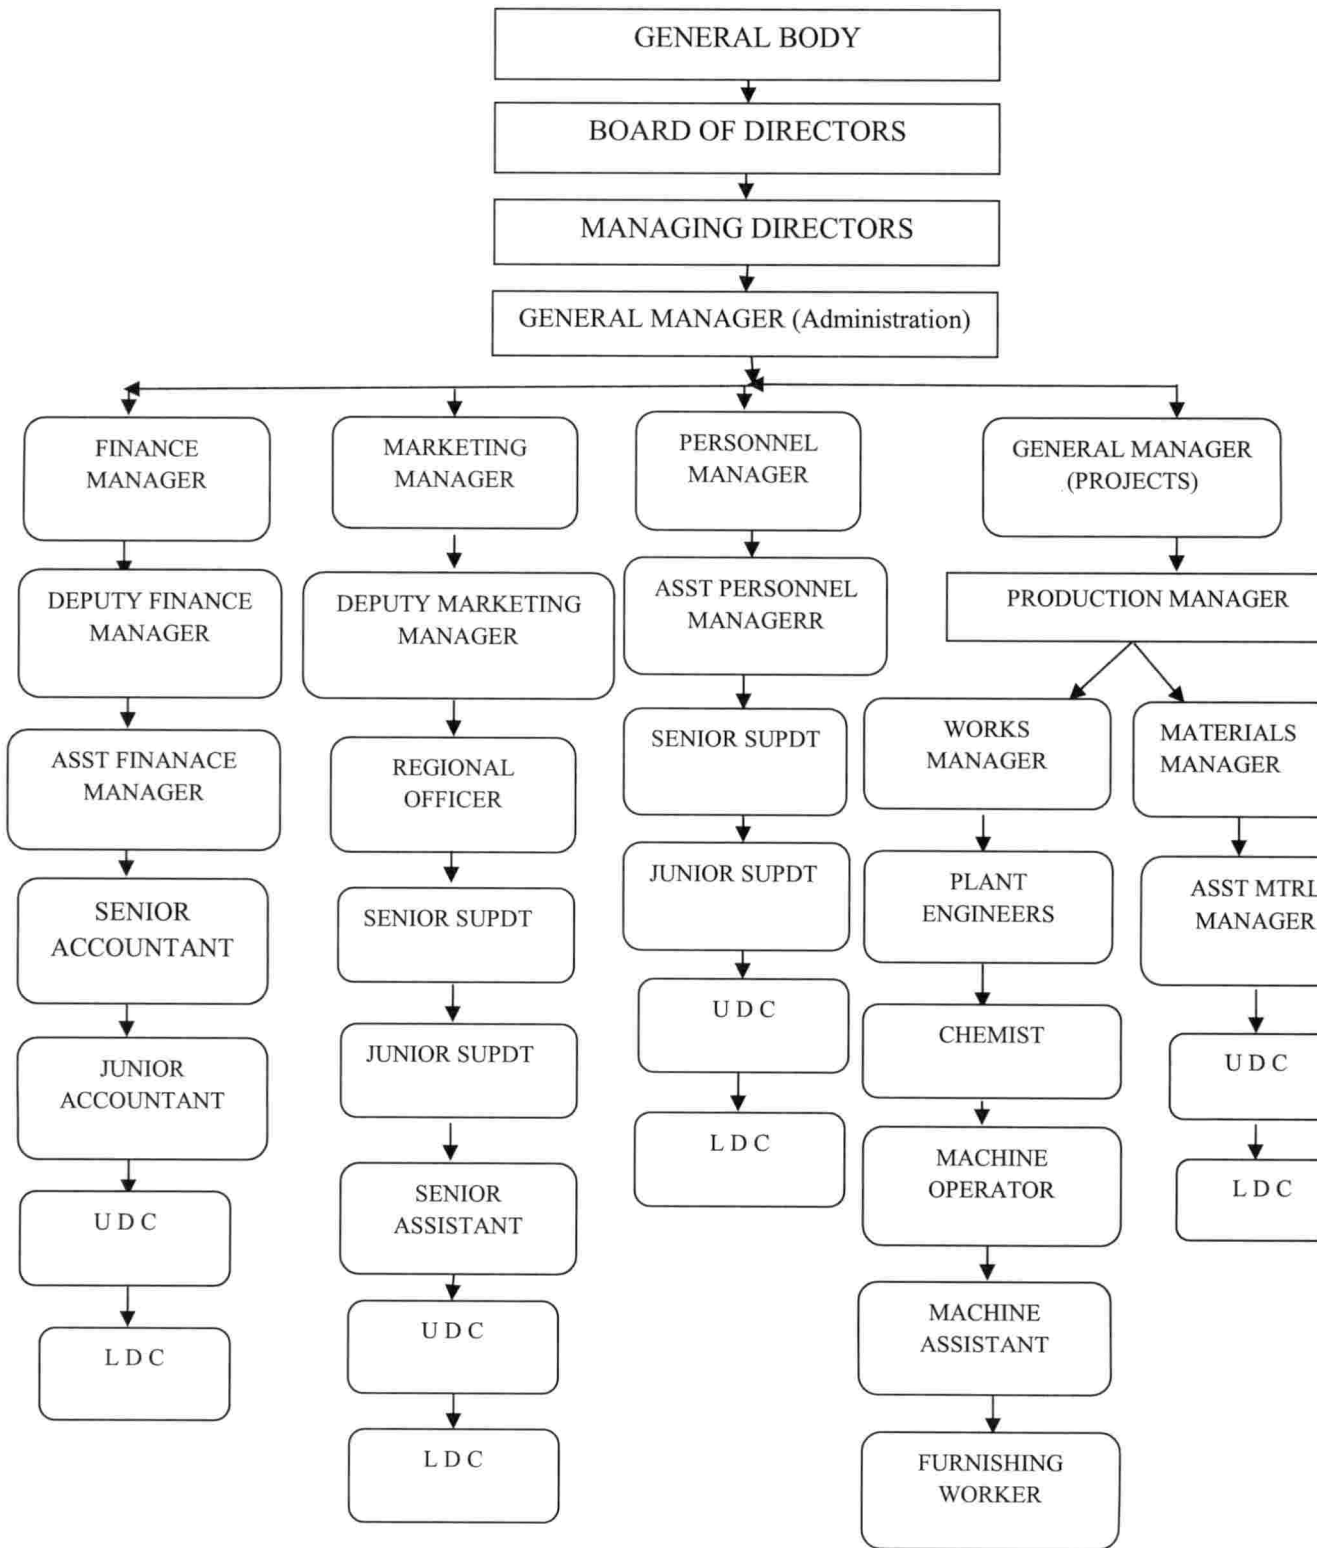 GENERAL BODY
BOARD OF DIRECTORS
MANAGING DIRECTORS
GENERAL MANAGER (Administration)
FINANCE
MANAGER
MARKETING
MANAGER
PERSONNEL
MANAGER
GENERAL MANAGER
(PROJECTS)
DEPUTY FINANCE
MANAGER
DEPUTY MARKETING
MANAGER
ASST PERSONNEL
MANAGERR
PRODUCTION MANAGER
ASST FINANACE
MANAGER
REGIONAL
OFFICER
SENIOR SUPDT
WORKS
MANAGER
MATERIALS
MANAGER
SENIOR
ACCOUNTANT
SENIOR SUPDT
JUNIOR SUPDT
PLANT
ENGINEERS
ASST MTRL
MANAGER
JUNIOR
ACCOUNTANT
JUNIOR SUPDT
U D C
CHEMIST
U D C
U D C
SENIOR
ASSISTANT
L D C
MACHINE
OPERATOR
L D C
L D C
U D C
MACHINE
ASSISTANT
L D C
FURNISHING
WORKER